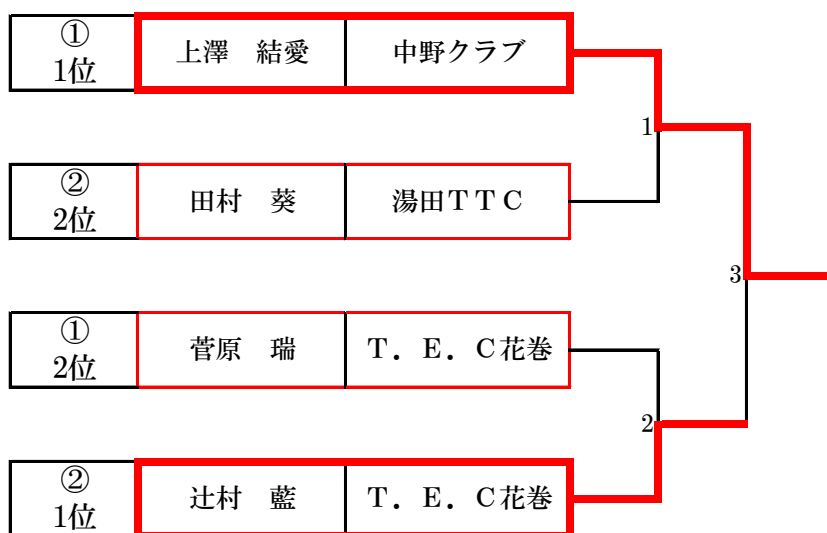 ①
1位
上澤　結愛
中野クラブ
1
②
2位
田村　葵
湯田ＴＴＣ
3
①
2位
菅原　瑞
Ｔ．Ｅ．Ｃ花巻
2
②
1位
辻村　藍
Ｔ．Ｅ．Ｃ花巻